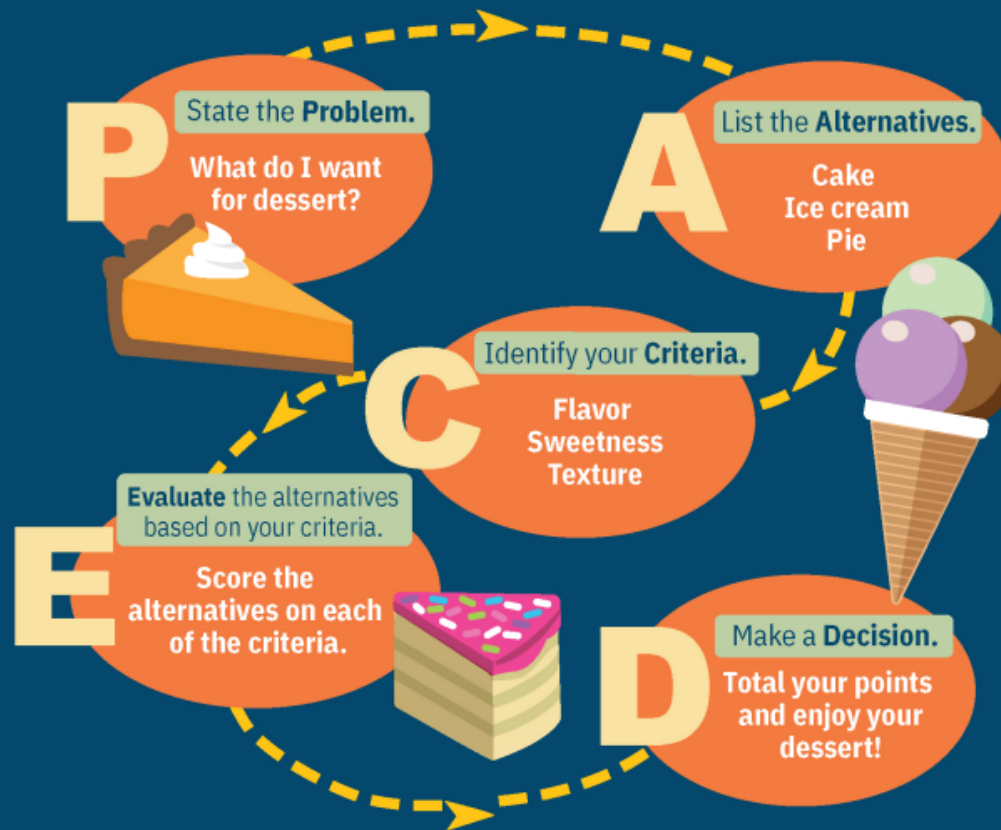 P
State the Problem.
What do I want
for dessert?
A
List the Alternatives.
Cake
Ice cream
Pie
C
Identify your Criteria.
Flavor
Sweetness
Texture
E
Evaluate the alternatives
based on your criteria.
Score the
alternatives on each
of the criteria.
D
Make a Decision.
Total your points
and enjoy your
dessert!